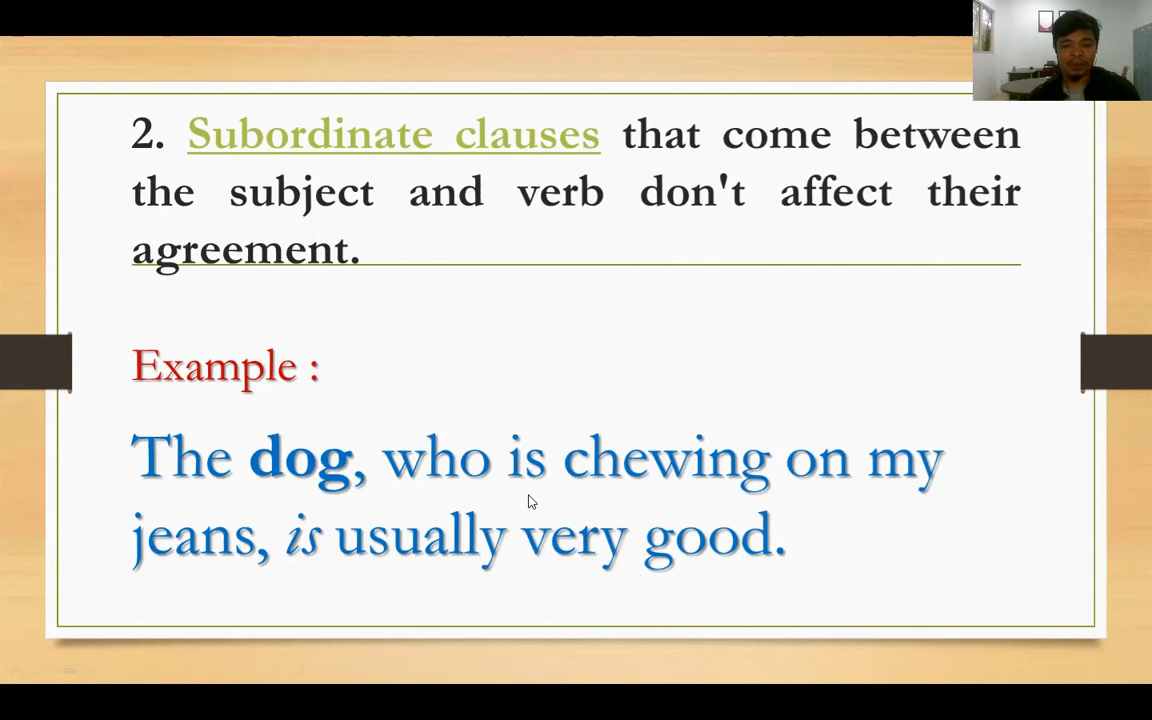 2. Subordinate clauses that come between
the subject and verb don't affect their
agreement.
Example :
The dog, who is chewing on my
jeans, is usually very good.